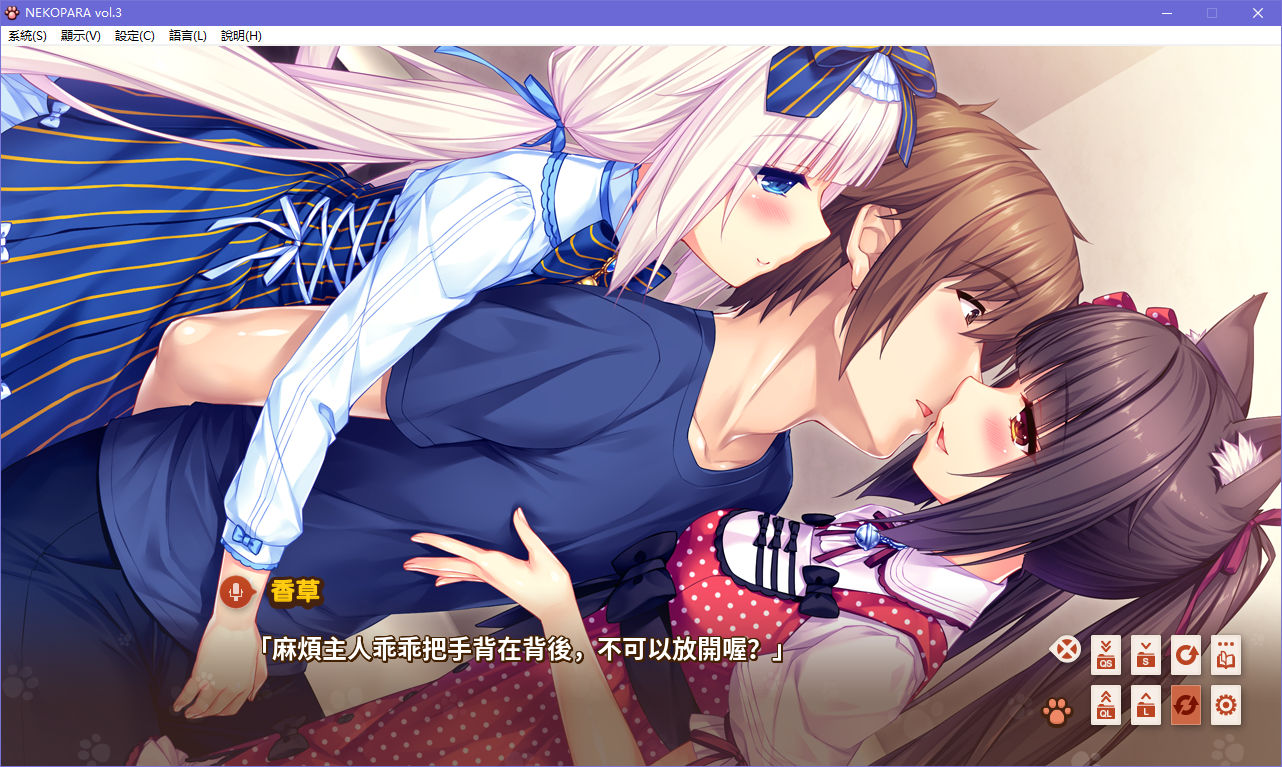 NEKOPARA vol.3
系統(S) 顯示(V) 設定(C) 語言(L) 說明(H)
香草
「麻煩主人乖乖把手背在背後，不可以放開喔？」
QS S
QL L